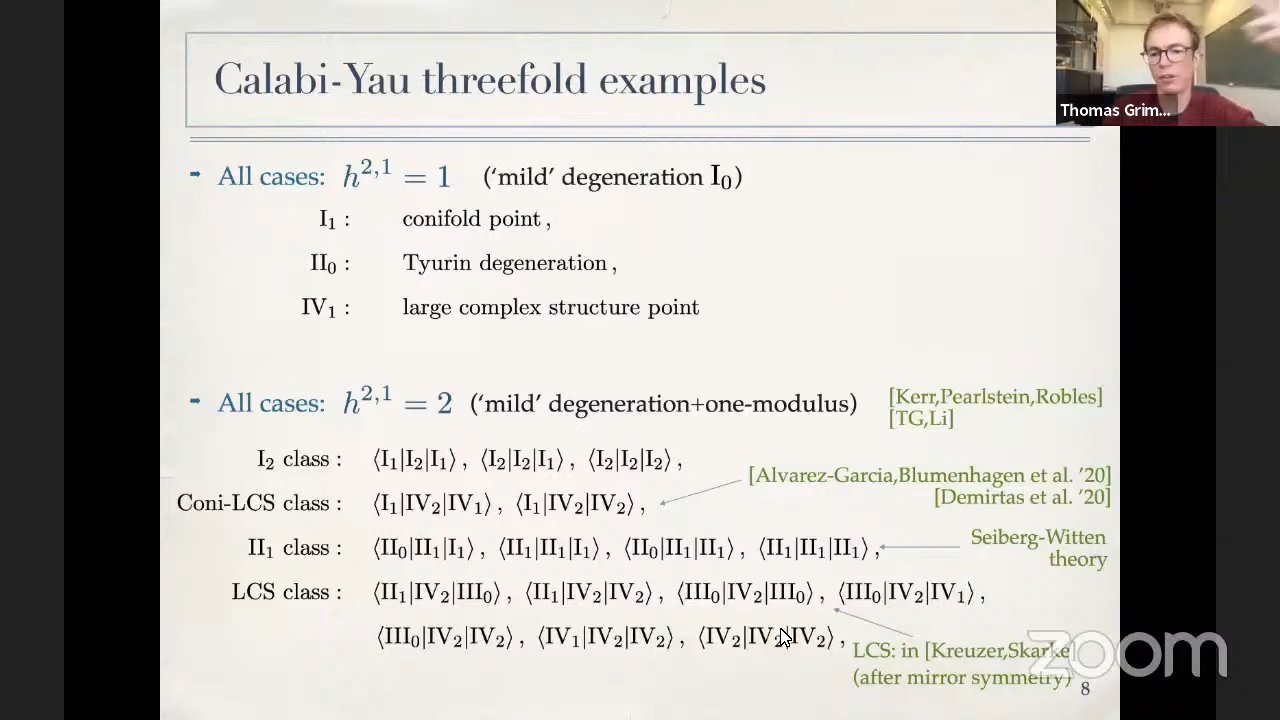 Calabi-Yau threefold examples
Thomas Grim...
All cases: h^{2,1} = 1 ('mild' degeneration I₀)
I₁ : conifold point ,
II₀ : Tyurin degeneration ,
IV₁ : large complex structure point
All cases: h^{2,1} = 2 ('mild' degeneration+one-modulus)
[Kerr,Pearlstein,Robles]
[TG,Li]
I₂ class : ⟨I₁|I₂|I₁⟩ , ⟨I₂|I₂|I₁⟩ , ⟨I₂|I₂|I₂⟩ ,
[Alvarez-Garcia,Blumenhagen et al. '20]
[Demirtas et al. '20]
Coni-LCS class : ⟨I₁|IV₂|IV₁⟩ , ⟨I₁|IV₂|IV₂⟩ ,
II₁ class : ⟨II₀|II₁|I₁⟩ , ⟨II₁|II₁|I₁⟩ , ⟨II₀|II₁|II₁⟩ , ⟨II₁|II₁|II₁⟩ ,
Seiberg-Witten
theory
LCS class : ⟨II₁|IV₂|III₀⟩ , ⟨II₁|IV₂|IV₂⟩ , ⟨III₀|IV₂|III₀⟩ , ⟨III₀|IV₂|IV₁⟩ ,
⟨III₀|IV₂|IV₂⟩ , ⟨IV₁|IV₂|IV₂⟩ , ⟨IV₂|IV₂|IV₂⟩ ,
LCS: in [Kreuzer,Skarke]
(after mirror symmetry)
zoom
8